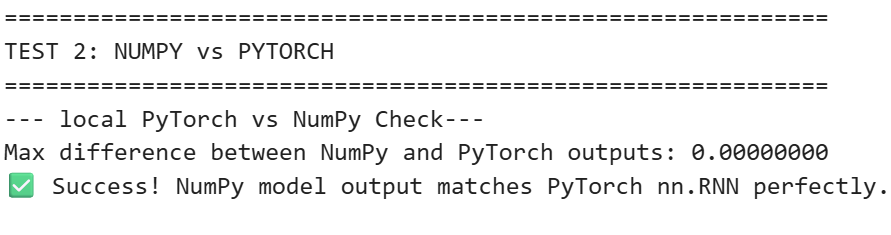 ============================================================
TEST 2: NUMPY vs PYTORCH
============================================================
--- local PyTorch vs NumPy Check---
Max difference between NumPy and PyTorch outputs: 0.00000000
✅ Success! NumPy model output matches PyTorch nn.RNN perfectly.